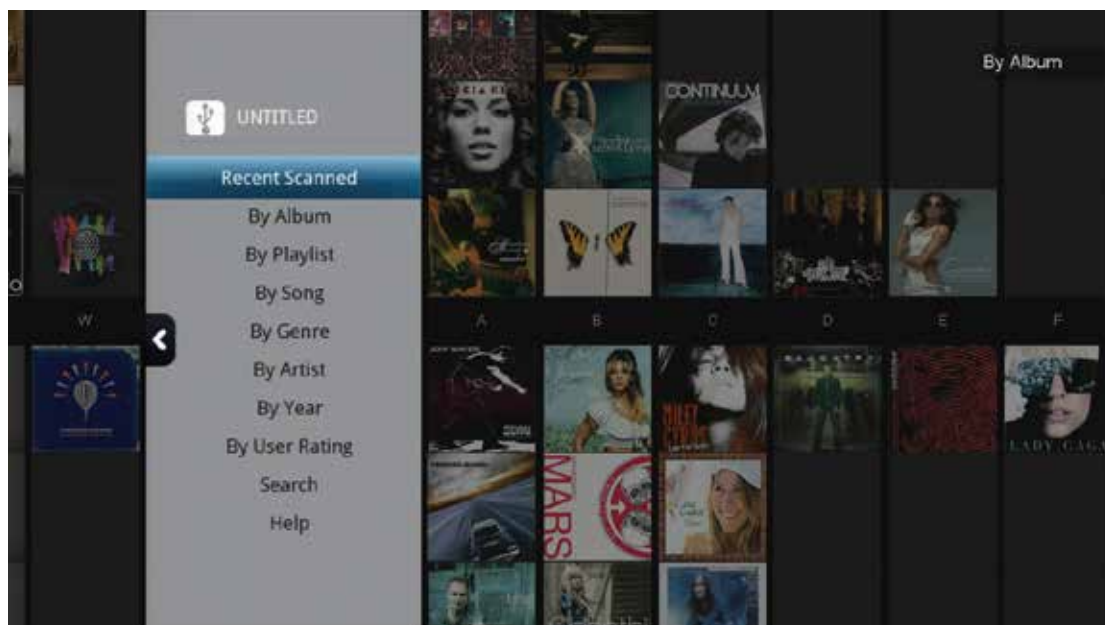 By Album
UNTITLED
Recent Scanned
By Album
By Playlist
By Song
By Genre
By Artist
By Year
By User Rating
Search
Help
CONTINUUM
W
A
B
C
D
E
F
MILEY
LADY GAGA
MARS